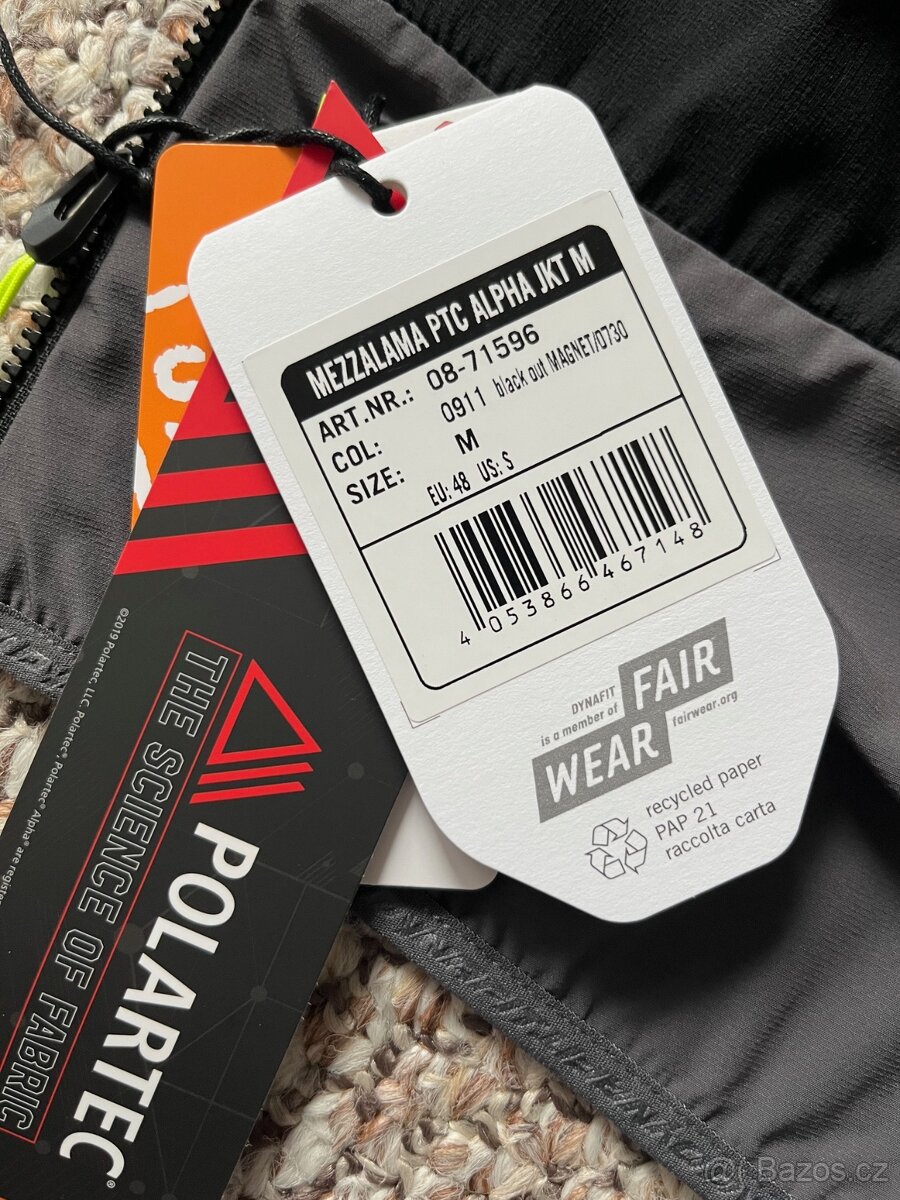 MEZZALAMA PTC ALPHA JKT M
ART.NR.: 08-71596
COL: 0911 black out MAGNET/0730
SIZE: M
EU: 48 US: S
4 053866 467148
DYNAFIT
is a member of
FAIR
WEAR
fairwear.org
recycled paper
PAP 21
raccolta carta
©2019 Polartec, LLC. Polartec®, Polartec® Alpha® are
THE SCIENCE OF FABRIC
POLARTEC®
Bazos.cz